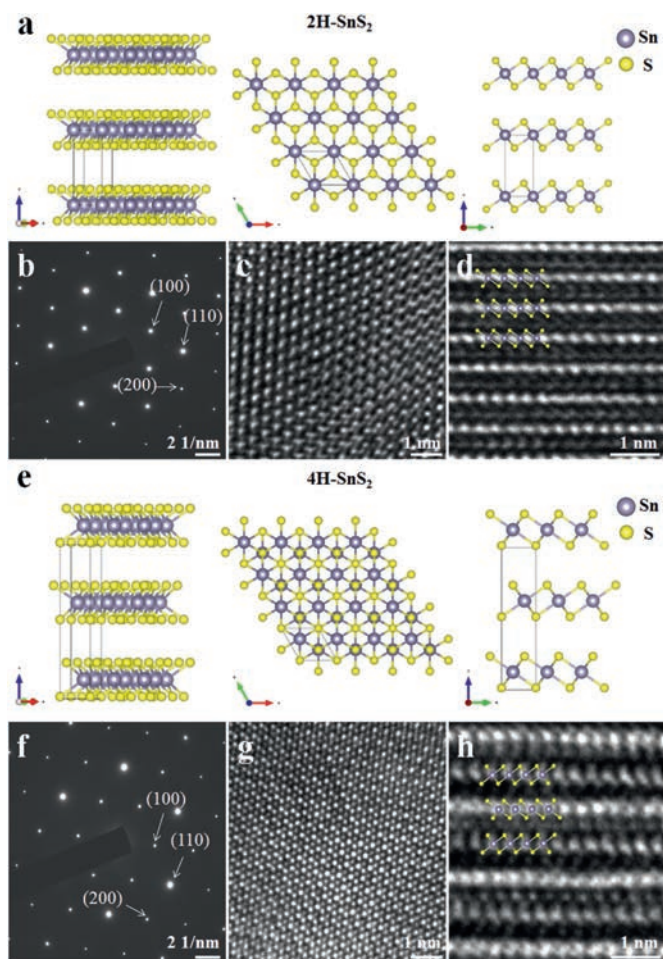 a
2H-SnS₂
Sn
S
b
(100)
(110)
(200)
2 1/nm
c
1 nm
d
1 nm
e
4H-SnS₂
Sn
S
f
(100)
(110)
(200)
2 1/nm
g
1 nm
h
1 nm